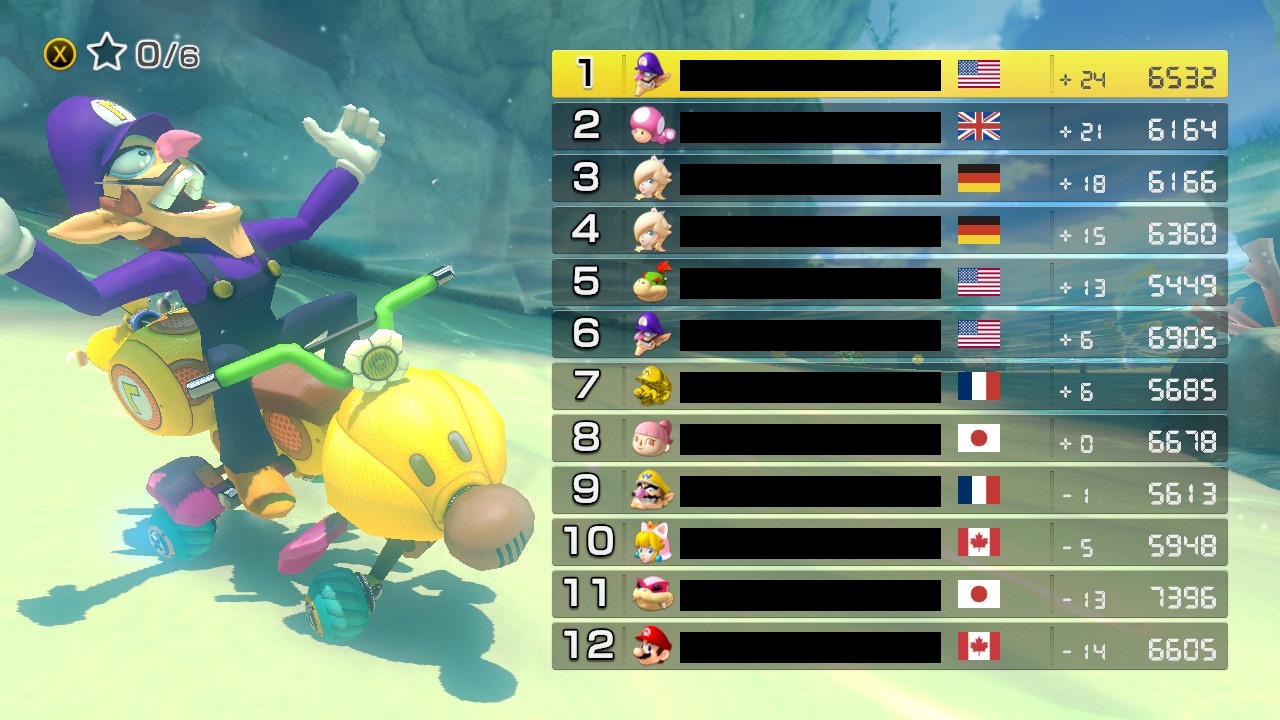 X 0/6
1 + 24 6532
2 + 21 6164
3 + 18 6166
4 + 15 6360
5 + 13 5449
6 + 6 6905
7 + 6 5685
8 + 0 6678
9 - 1 5613
10 - 5 5948
11 - 13 7396
12 - 14 6605